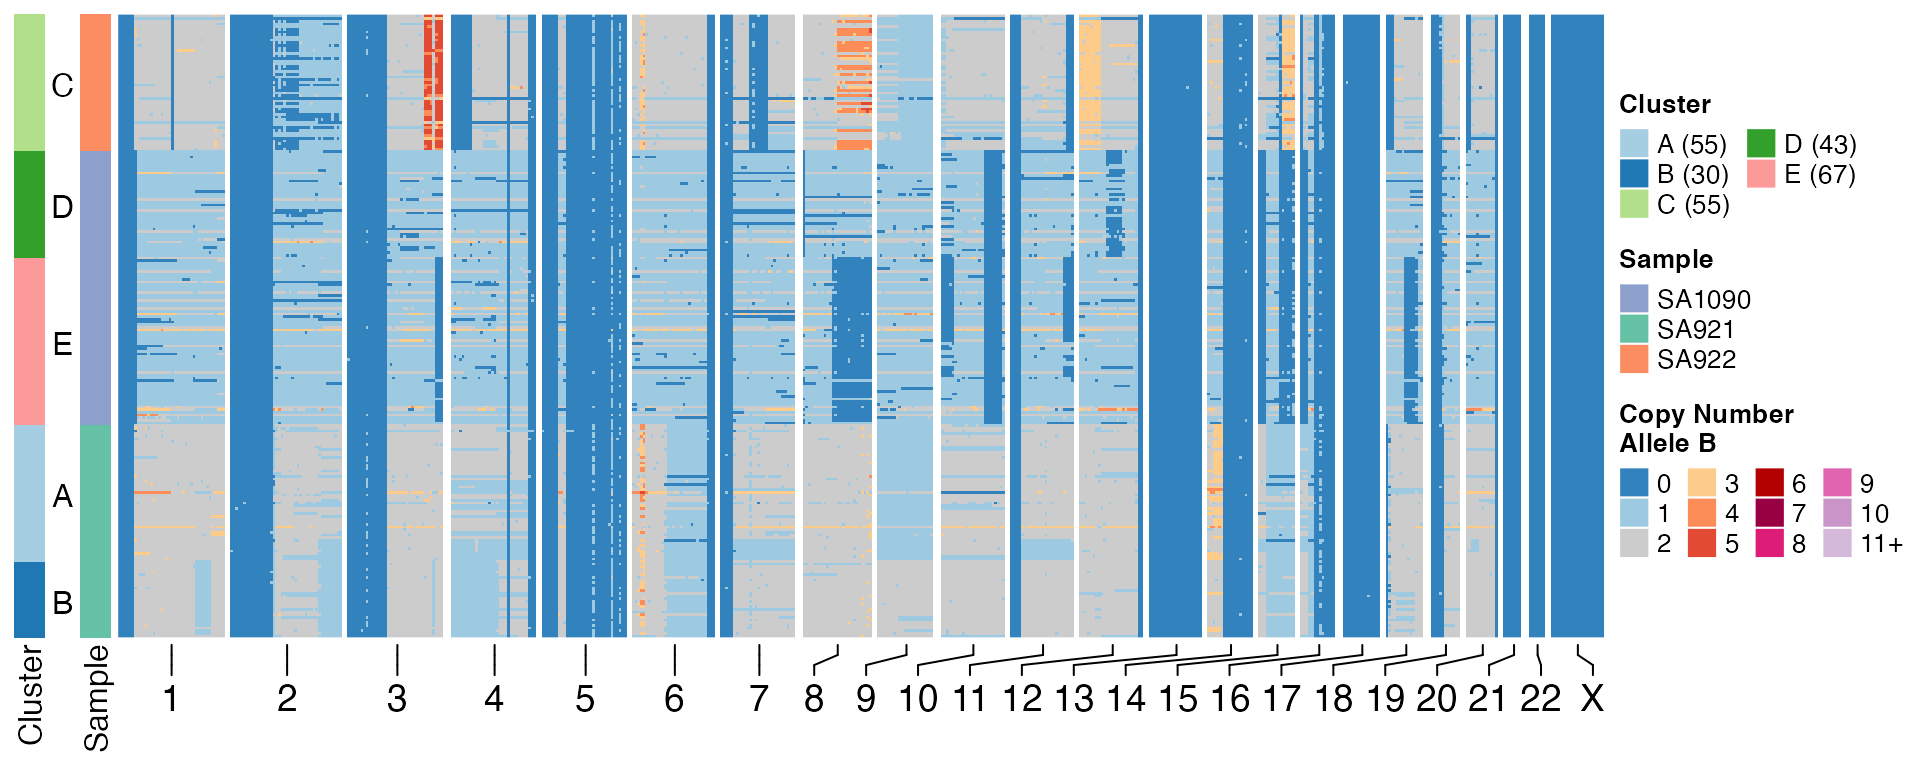 C
D
E
A
B
Cluster
Sample
1 2 3 4 5 6 7 8 9 10 11 12 13 14 15 16 17 18 19 20 21 22 X
Cluster
A (55) D (43)
B (30) E (67)
C (55)
Sample
SA1090
SA921
SA922
Copy Number
Allele B
0 3 6 9
1 4 7 10
2 5 8 11+